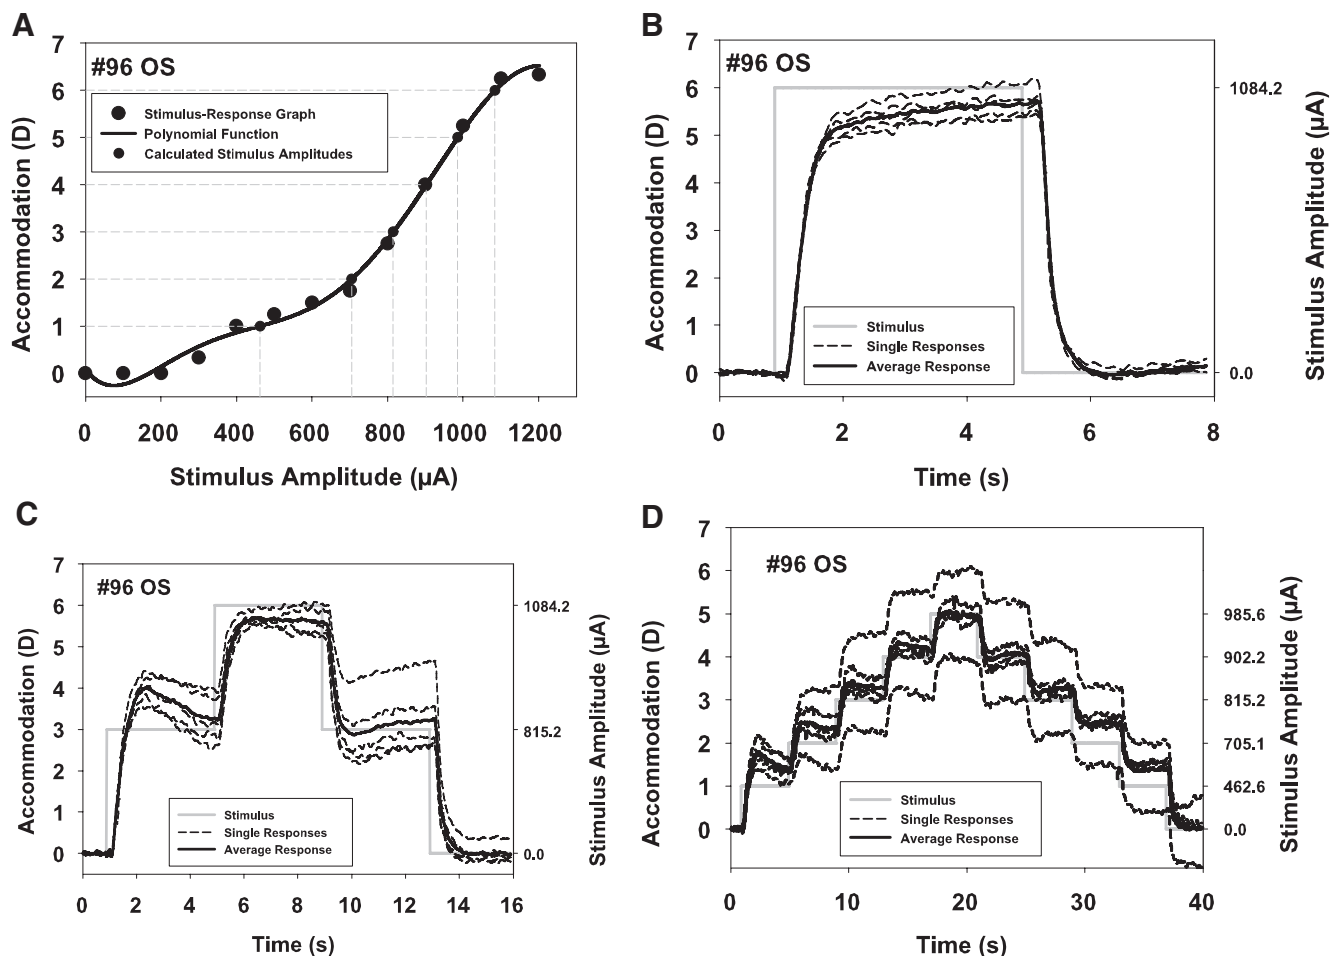 A
#96 OS
Accommodation (D)
7
6
5
4
3
2
1
0
Stimulus-Response Graph
Polynomial Function
Calculated Stimulus Amplitudes
0 200 400 600 800 1000 1200
Stimulus Amplitude (µA)
B
#96 OS
Accommodation (D)
7
6
5
4
3
2
1
0
Stimulus
Single Responses
Average Response
1084.2
0.0
Stimulus Amplitude (µA)
0 2 4 6 8
Time (s)
C
#96 OS
Accommodation (D)
7
6
5
4
3
2
1
0
Stimulus
Single Responses
Average Response
1084.2
815.2
0.0
Stimulus Amplitude (µA)
0 2 4 6 8 10 12 14 16
Time (s)
D
#96 OS
Accommodation (D)
7
6
5
4
3
2
1
0
Stimulus
Single Responses
Average Response
985.6
902.2
815.2
705.1
462.6
0.0
Stimulus Amplitude (µA)
0 10 20 30 40
Time (s)